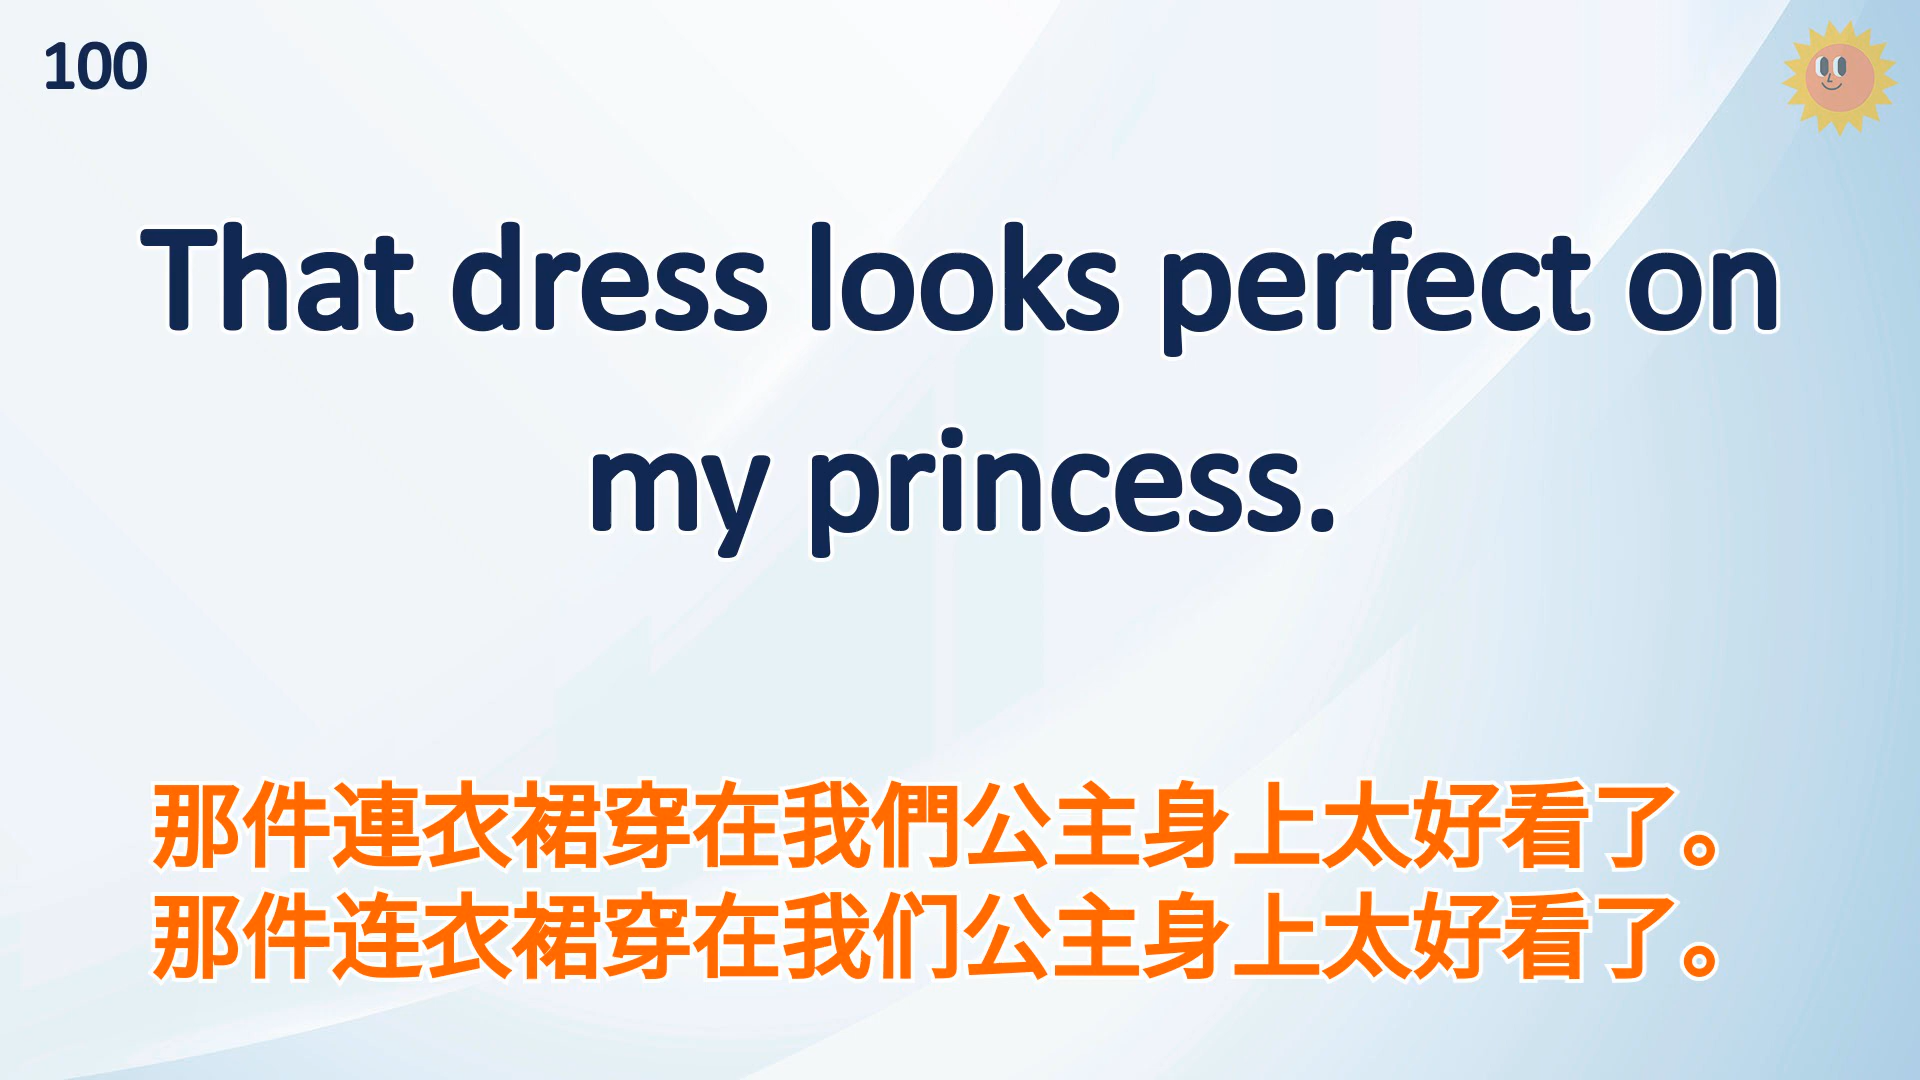 100
That dress looks perfect on
my princess.
那件連衣裙穿在我們公主身上太好看了。
那件连衣裙穿在我们公主身上太好看了。